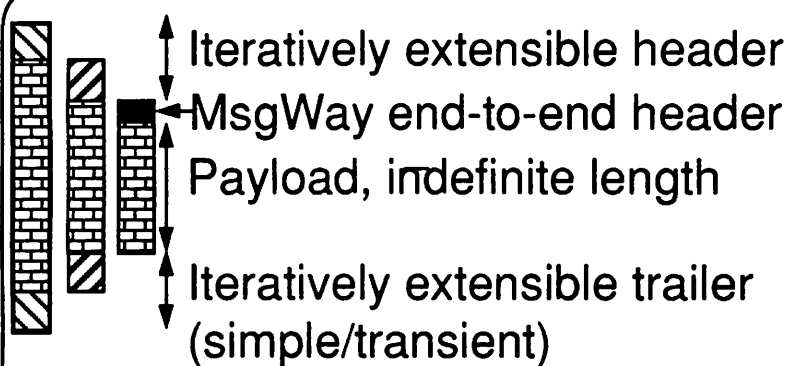 Iteratively extensible header
MsgWay end-to-end header
Payload, indefinite length
Iteratively extensible trailer
(simple/transient)